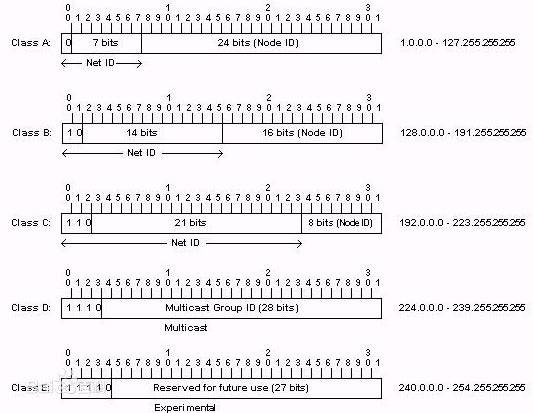 0 1 2 3
0 1 2 3 4 5 6 7 8 9 0 1 2 3 4 5 6 7 8 9 0 1 2 3 4 5 6 7 8 9 0 1
Class A: 0 7 bits 24 bits (Node ID) 1.0.0.0 - 127.255.255.255
Net ID
0 1 2 3
0 1 2 3 4 5 6 7 8 9 0 1 2 3 4 5 6 7 8 9 0 1 2 3 4 5 6 7 8 9 0 1
Class B: 1 0 14 bits 16 bits (Node ID) 128.0.0.0 - 191.255.255.255
Net ID
0 1 2 3
0 1 2 3 4 5 6 7 8 9 0 1 2 3 4 5 6 7 8 9 0 1 2 3 4 5 6 7 8 9 0 1
Class C: 1 1 0 21 bits 8 bits (Node ID) 192.0.0.0 - 223.255.255.255
Net ID
0 1 2 3
0 1 2 3 4 5 6 7 8 9 0 1 2 3 4 5 6 7 8 9 0 1 2 3 4 5 6 7 8 9 0 1
Class D: 1 1 1 0 Multicast Group ID (28 bits) 224.0.0.0 - 239.255.255.255
Multicast
0 1 2 3
0 1 2 3 4 5 6 7 8 9 0 1 2 3 4 5 6 7 8 9 0 1 2 3 4 5 6 7 8 9 0 1
Class E: 1 1 1 1 0 Reserved for future use (27 bits) 240.0.0.0 - 254.255.255.255
Experimental